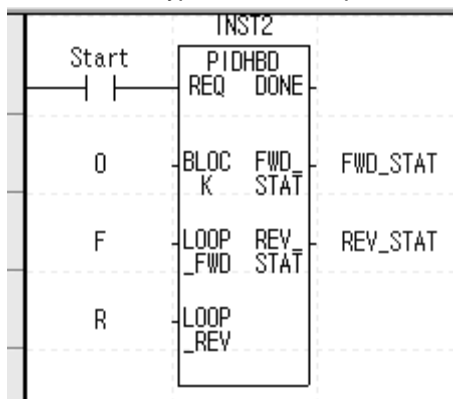 INST2
Start PIDHBD
REQ DONE
0 BLOC FWD_ FWD_STAT
K STAT
F LOOP REV_ REV_STAT
_FWD STAT
R LOOP
_REV